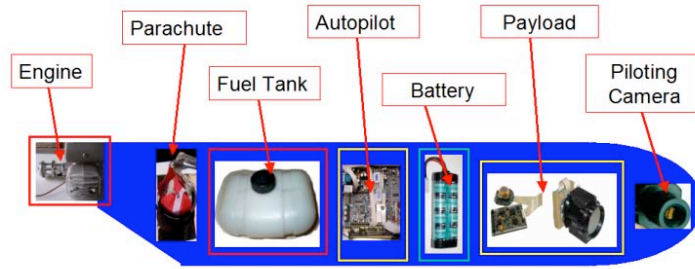 Parachute
Autopilot
Payload
Engine
Fuel Tank
Battery
Piloting
Camera